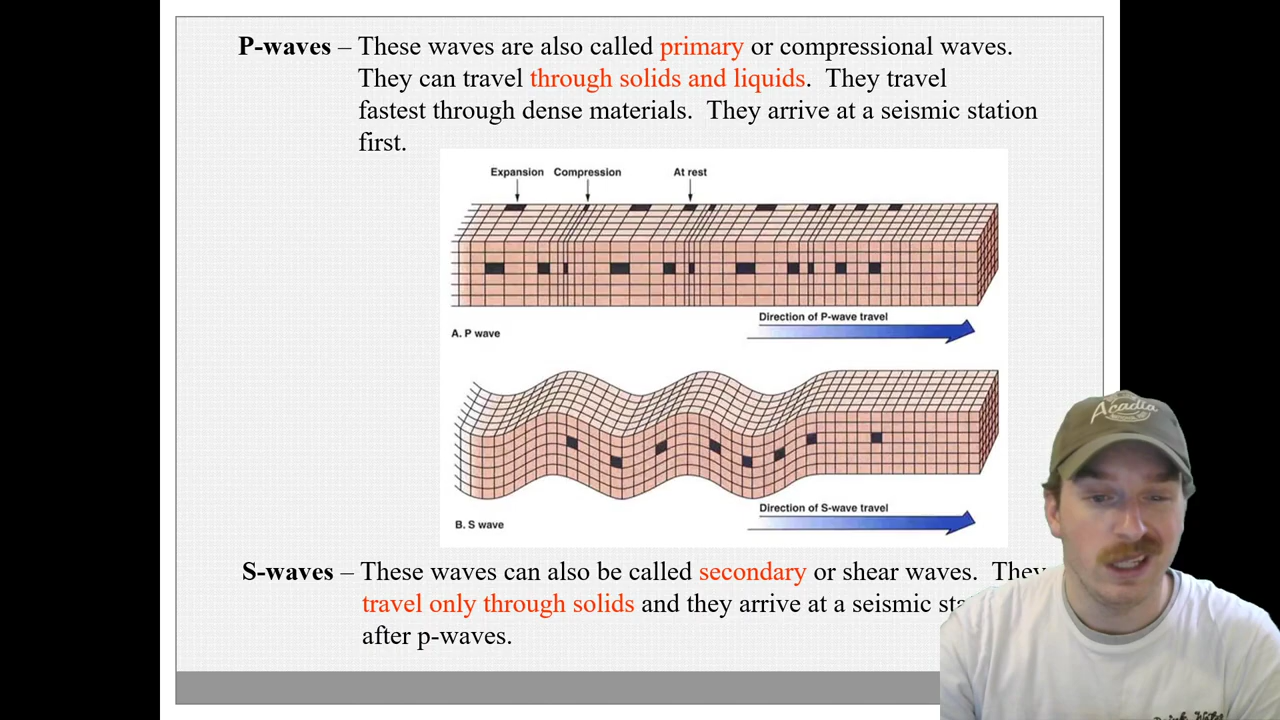 P-waves – These waves are also called primary or compressional waves.
They can travel through solids and liquids. They travel
fastest through dense materials. They arrive at a seismic station
first.
Expansion Compression At rest
Direction of P-wave travel
A. P wave
Direction of S-wave travel
B. S wave
S-waves – These waves can also be called secondary or shear waves. They
travel only through solids and they arrive at a seismic
after p-waves.
Acadia